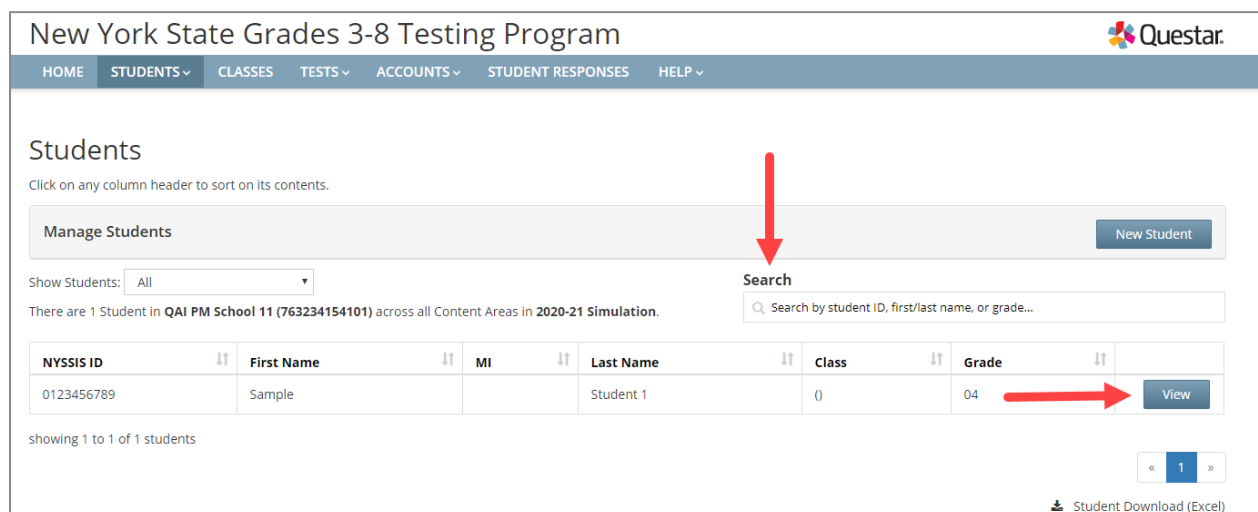 New York State Grades 3-8 Testing Program
Questar
HOME STUDENTS CLASSES TESTS ACCOUNTS STUDENT RESPONSES HELP
Students
Click on any column header to sort on its contents.
Manage Students New Student
Show Students: All
Search
There are 1 Student in QAI PM School 11 (763234154101) across all Content Areas in 2020-21 Simulation.
Search by student ID, first/last name, or grade...
NYSSIS ID First Name MI Last Name Class Grade
0123456789 Sample Student 1 () 04 View
showing 1 to 1 of 1 students
« 1 »
Student Download (Excel)